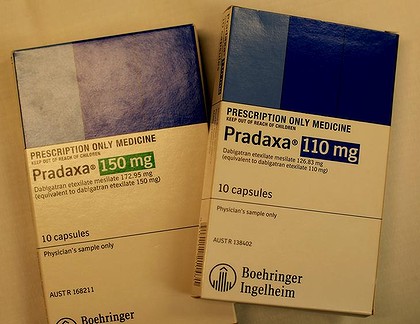 PRESCRIPTION ONLY MEDICINE
KEEP OUT OF REACH OF CHILDREN
Pradaxa® 150 mg
Dabigatran etexilate mesilate 172.95 mg
(equivalent to dabigatran etexilate 150 mg)
10 capsules
Physician's sample only
AUST R 168211
Boehringer
PRESCRIPTION ONLY MEDICINE
KEEP OUT OF REACH OF CHILDREN
Pradaxa® 110 mg
Dabigatran etexilate mesilate 126.83 mg
(equivalent to dabigatran etexilate 110 mg)
10 capsules
Physician's sample only
AUST R 138402
Boehringer
Ingelheim